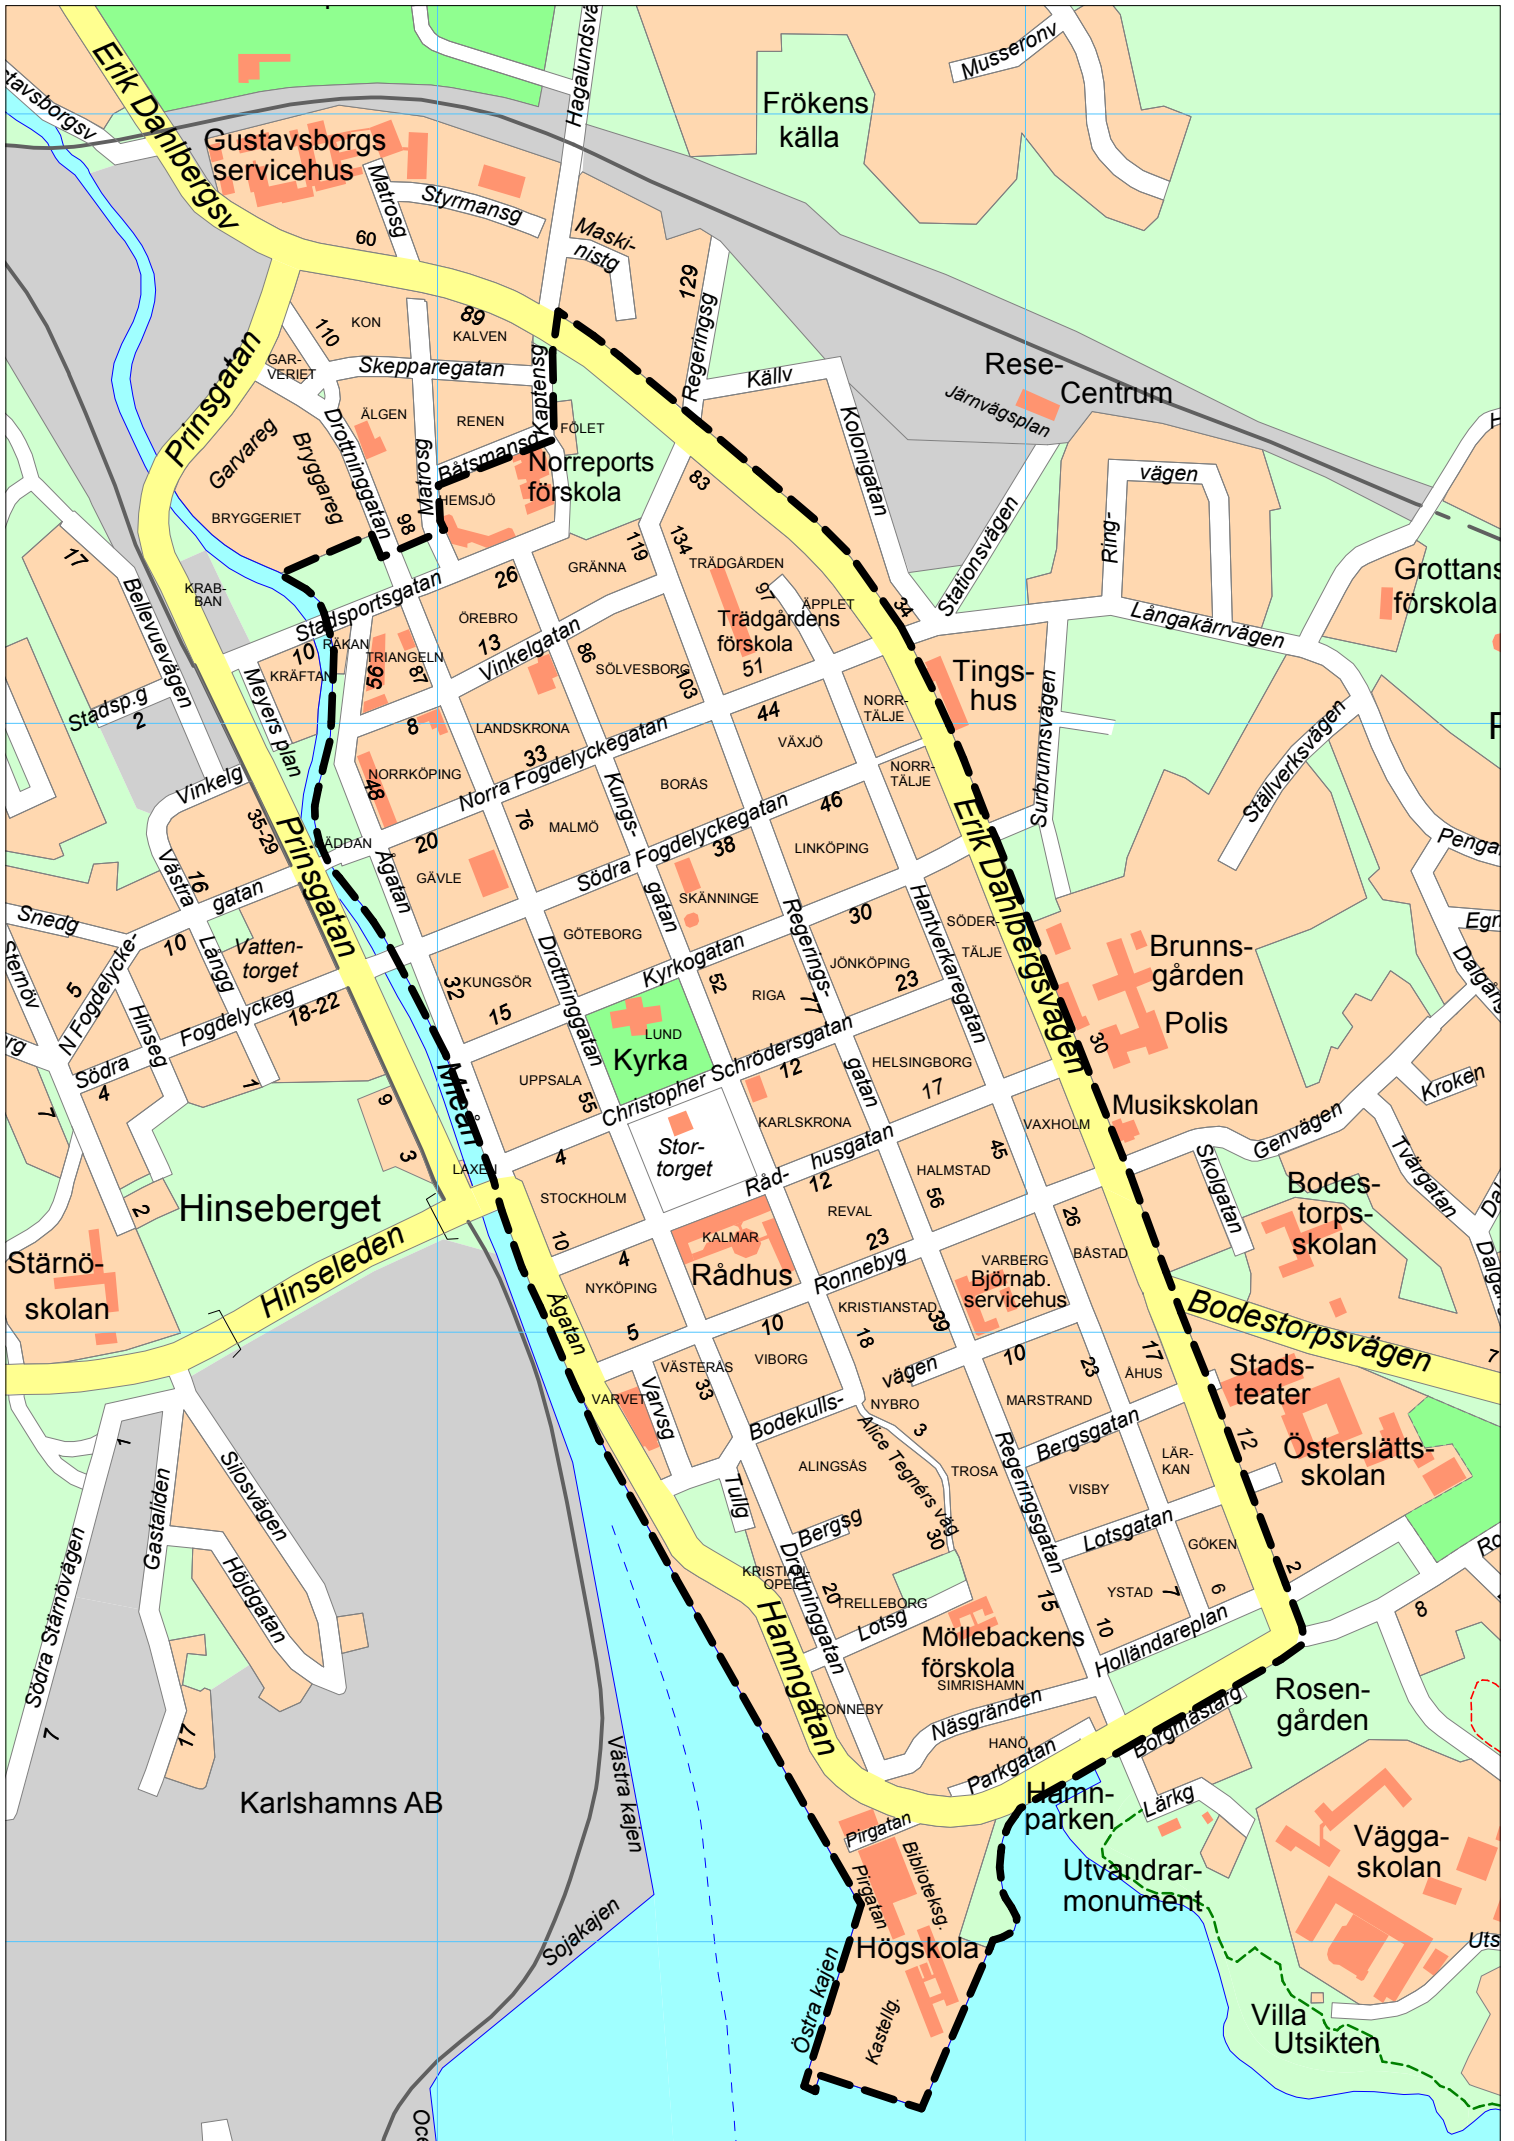 Erik Dahlbergsv
Hagalundsv
Musseronv
Frökens
källa
Gustavsborgs
servicehus
Matrosg
Styrmansg
60
Maski-
nistg
129
Regeringsg
110
KON
89
KALVEN
GAR-
VERIET
Skepparegatan
Kaptensg
Prinsgatan
Källv
Rese-
Centrum
Järnvägsplan
ÄLGEN
RENEN
FÖLET
Kolonigatan
Garvareg
Bryggareg
Drottninggatan
Matrosg
Båtsmansg
Norreports
förskola
BRYGGERIET
98
HEMSJÖ
83
vägen
Ring-
Stationsvägen
17
Bellevuevägen
KRAB-
BAN
Stadsportsgatan
26
GRÄNNA
119
134
TRÄDGÅRDEN
97
ÄPPLET
34
Grottans
förskola
Långakärrvägen
10
KRÄFTAN
RÄKAN
TRIANGELN
56
87
ÖREBRO
13
Vinkelgatan
86
SÖLVESBORG
103
Trädgårdens
förskola
51
Tings-
hus
Stadsp.g
2
Meyers plan
8
LANDSKRONA
33
44
VÄXJÖ
NORR-
TÄLJE
Surbrunnsvägen
Ställverksvägen
Vinkelg
NORRKÖPING
48
Norra Fogdelyckegatan
Kungs-
gatan
BORÅS
NORR-
TÄLJE
35-29
Prinsgatan
20
76
MALMÖ
Södra Fogdelyckegatan
46
LINKÖPING
Erik Dahlbergsvägen
Västra
16
gatan
Ågatan
GÄVLE
38
SKÄNNINGE
Snedg
N Fogdelycke-
10
Långg
Vatten-
torget
GÖTEBORG
Regerings-
gatan
30
Hantverkaregatan
SÖDER-
TÄLJE
Brunns-
gården
Sternöv
5
Hinseg
Fogdelyckeg
18-22
32
KUNGSÖR
15
Drottninggatan
Kyrkogatan
52
RIGA
77
JÖNKÖPING
23
Polis
30
Dalgång
Södra
4
1
7
Mieån
UPPSALA
55
LUND
Kyrka
Christopher Schrödersgatan
12
HELSINGBORG
17
Kroken
9
3
KARLSKRONA
VAXHOLM
Musikskolan
Genvägen
Tvärgatan
LAXEN
4
STOCKHOLM
Stor-
torget
Råd-
husgatan
12
HALMSTAD
45
56
Skolgatan
Bodes-
torps-
skolan
2
Hinseberget
10
4
KALMAR
Rådhus
REVAL
23
26
BÅSTAD
Stärnö-
skolan
Hinseleden
NYKÖPING
5
Ågatan
Ronnebyg
VARBERG
Björnab.
servicehus
KRISTIANSTAD
39
Bodestorpsvägen
7
10
VIBORG
18
vägen
VÄSTERÅS
33
VARVET
Varvsg
10
23
17
ÅHUS
Stads-
teater
NYBRO
3
MARSTRAND
Bodekulls-
Alice Tegnérs väg
Bergsgatan
12
Österslätts-
skolan
1
Silosvägen
Gastaliden
Tullg
ALINGSÅS
TROSA
Regeringsgatan
VISBY
LÄR-
KAN
Bergsg
30
Lotsgatan
GÖKEN
Höjdgatan
Södra Stärnövägen
Drottninggatan
20
TRELLEBORG
Lotsg
15
YSTAD
7
6
2
10
8
Hamngatan
Möllebackens
förskola
Holländareplan
SIMRISHAMN
Rosen-
gården
7
17
RONNEBY
Näsgränden
HANÖ
Parkgatan
Borgmästarg
Västra kajen
Karlshamns AB
Hamn-
parken
Lärkg
Pirgatan
Pirgatan
Biblioteksg.
Utvandrar-
monument
Vägga-
skolan
Sojakajen
Högskola
Östra kajen
Kastellg.
Villa
Utsikten